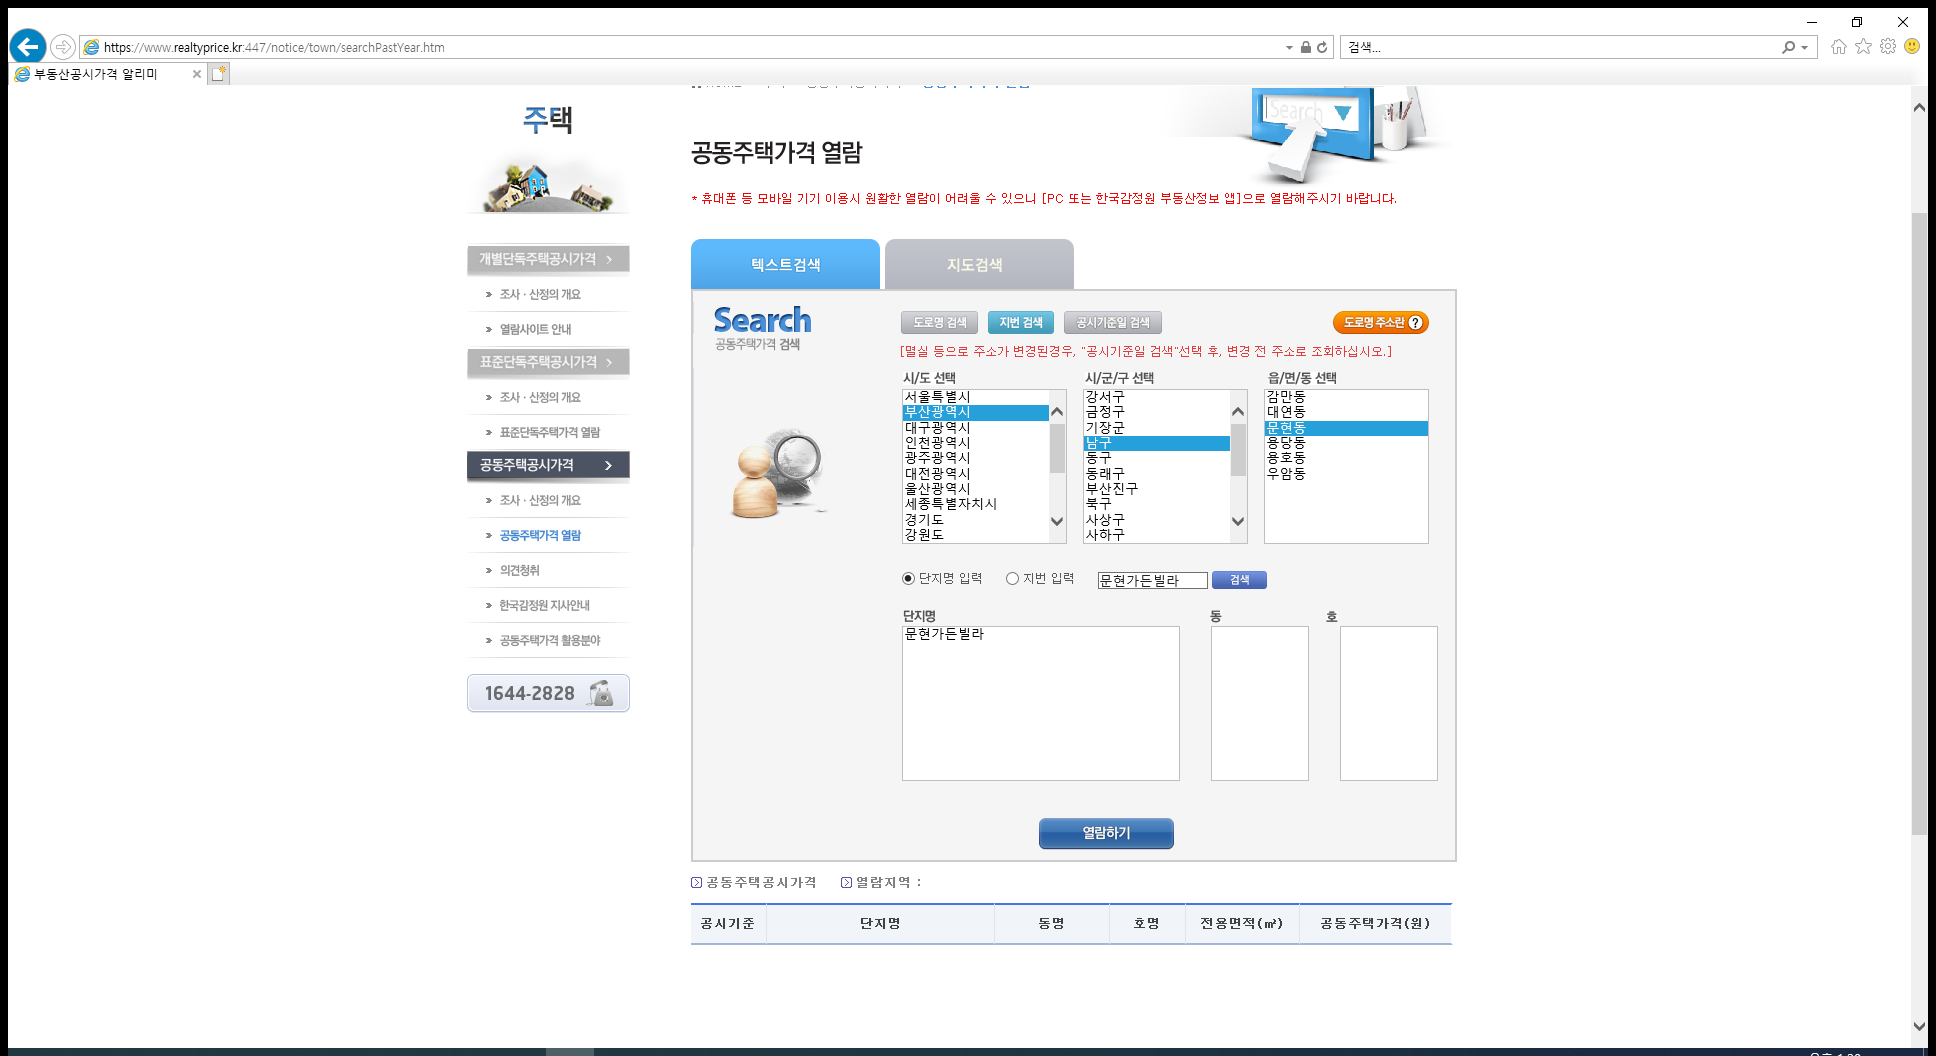 https://www.realtyprice.kr:447/notice/town/searchPastYear.htm
검색...
부동산공시가격 알리미
주택
Search
공동주택가격 열람
* 휴대폰 등 모바일 기기 이용시 원활한 열람이 어려울 수 있으니 [PC 또는 한국감정원 부동산정보 앱]으로 열람해주시기 바랍니다.
개별단독주택공시가격
조사·산정의 개요
열람사이트 안내
표준단독주택공시가격
조사·산정의 개요
표준단독주택가격 열람
공동주택공시가격
조사·산정의 개요
공동주택가격 열람
의견청취
한국감정원 지사안내
공동주택가격 활용분야
1644-2828
텍스트검색
지도검색
Search
공동주택가격 검색
도로명 검색
지번 검색
공시기준일 검색
도로명 주소란 ?
[멸실 등으로 주소가 변경된경우, "공시기준일 검색"선택 후, 변경 전 주소로 조회하십시오.]
시/도 선택
서울특별시
부산광역시
대구광역시
인천광역시
광주광역시
대전광역시
울산광역시
세종특별자치시
경기도
강원도
시/군/구 선택
강서구
금정구
기장군
남구
동구
동래구
부산진구
북구
사상구
사하구
읍/면/동 선택
감만동
대연동
문현동
용당동
용호동
우암동
단지명 입력
지번 입력
문현가든빌라
검색
단지명
동
호
문현가든빌라
열람하기
공동주택공시가격
열람지역 :
공시기준
단지명
동명
호명
전용면적(㎡)
공동주택가격(원)